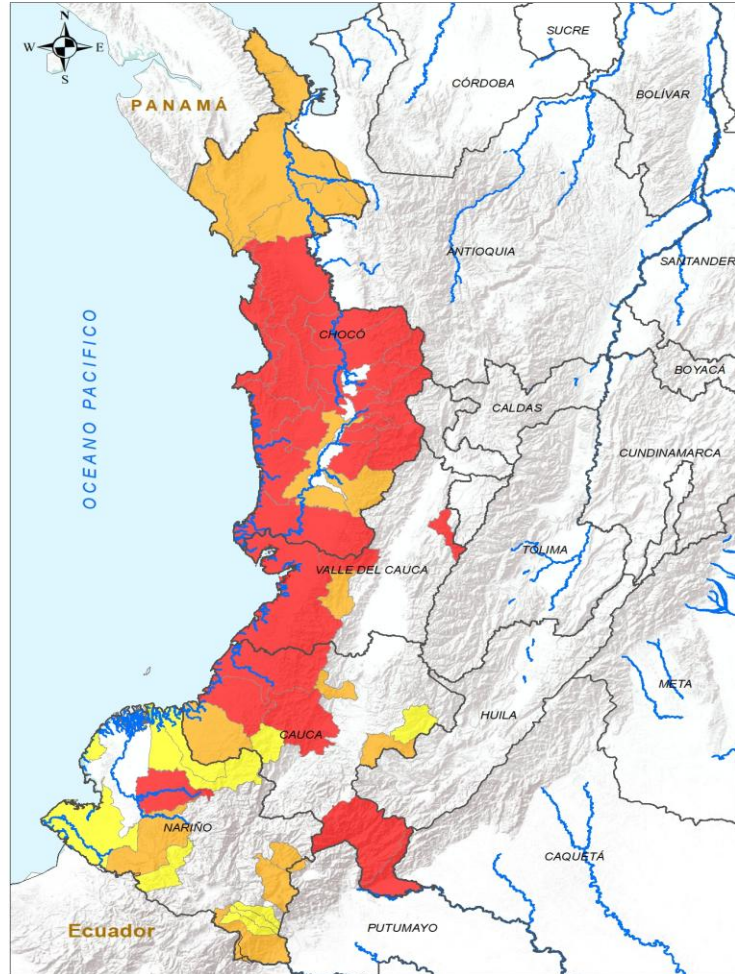 N
W E
S
SUCRE
CÓRDOBA
BOLÍVAR
PANAMÁ
ANTIOQUIA
SANTANDER
OCEANO PACIFICO
CHOCÓ
BOYACÁ
CALDAS
CUNDINAMARCA
TOLIMA
VALLE DEL CAUCA
META
HUILA
CAUCA
NARIÑO
CAQUETÁ
PUTUMAYO
Ecuador